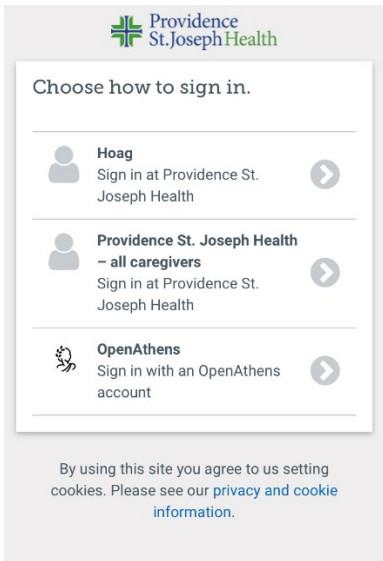 Providence
St.JosephHealth
Choose how to sign in.
Hoag
Sign in at Providence St.
Joseph Health
Providence St. Joseph Health
– all caregivers
Sign in at Providence St.
Joseph Health
OpenAthens
Sign in with an OpenAthens
account
By using this site you agree to us setting
cookies. Please see our privacy and cookie
information.